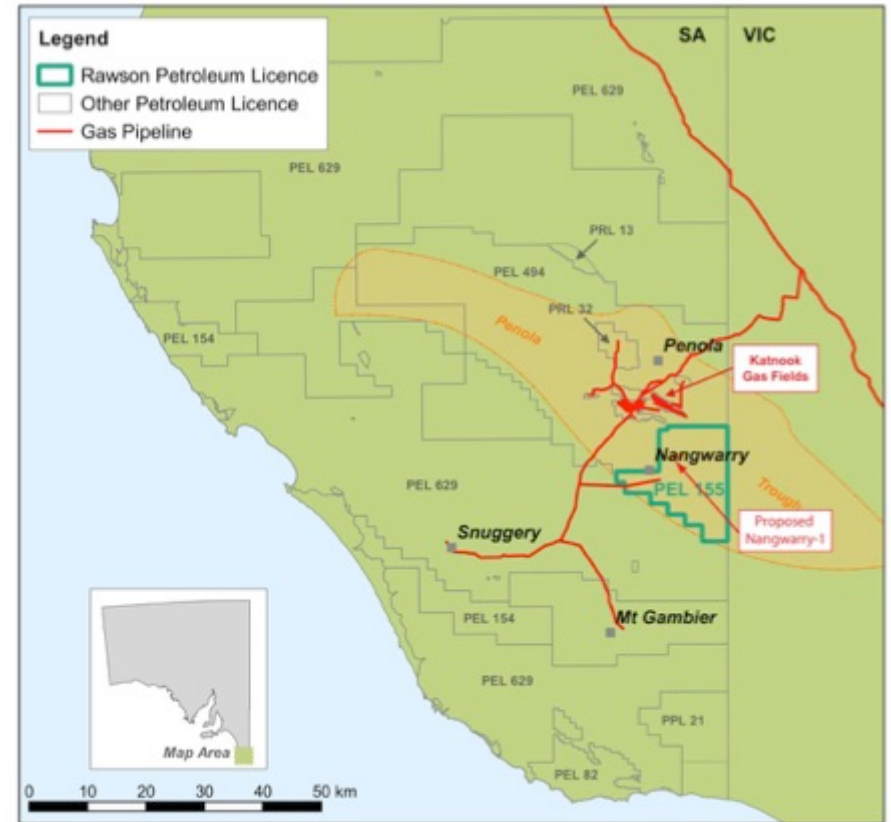 Legend
Rawson Petroleum Licence
Other Petroleum Licence
Gas Pipeline
SA
VIC
PEL 629
PEL 629
PRL 13
PEL 494
PRL 32
Penola
PEL 154
Penola
Katnook
Gas Fields
Nangwarry
PEL 155
Trough
PEL 629
Proposed
Nangwarry-1
Snuggery
PEL 154
Mt Gambier
PEL 629
PPL 21
Map Area
PEL 82
0 10 20 30 40 50 km